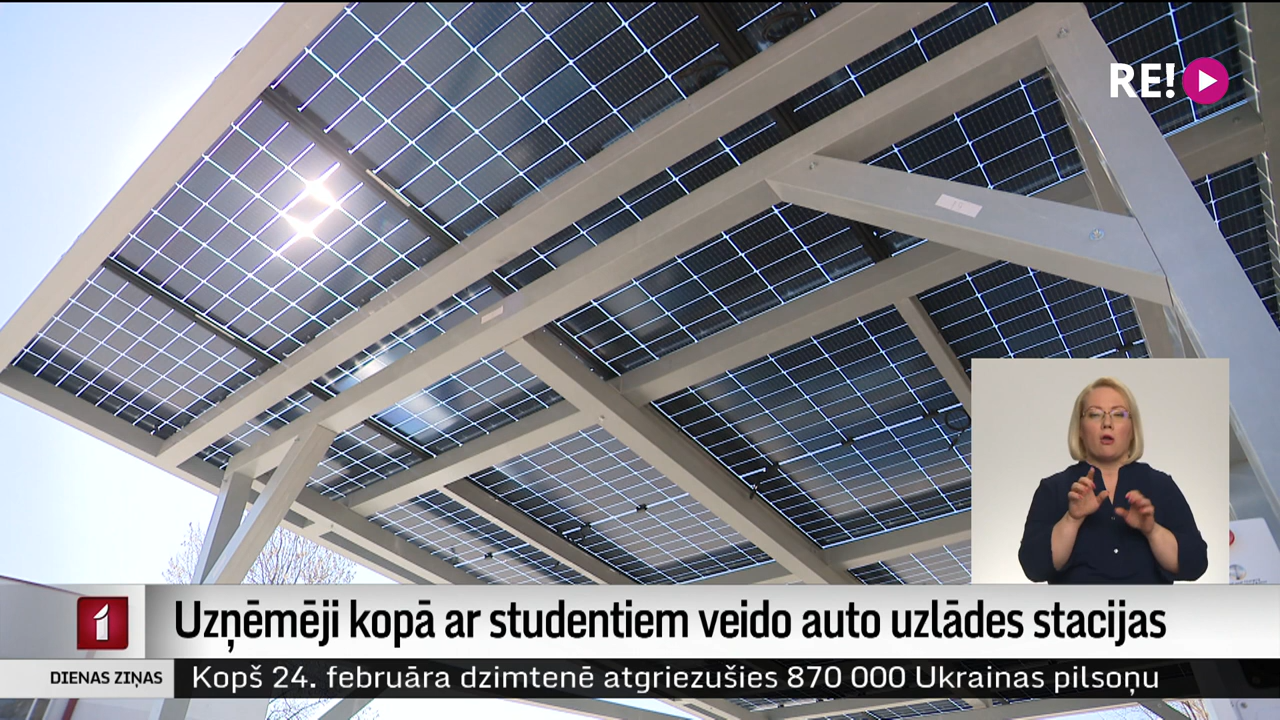 RE!
1
Uzņēmēji kopā ar studentiem veido auto uzlādes stacijas
DIENAS ZIŅAS
Kopš 24. februāra dzimtenē atgriezušies 870 000 Ukrainas pilsoņu